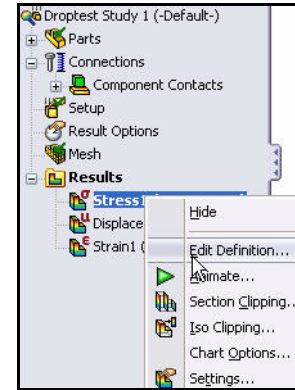 Droptest Study 1 (-Default-)
Parts
Connections
Component Contacts
Setup
Result Options
Mesh
Results
Stress1
Hide
Displace
Edit Definition...
Strain1 (
Animate...
Section Clipping..
Iso Clipping...
Chart Options...
Settings...